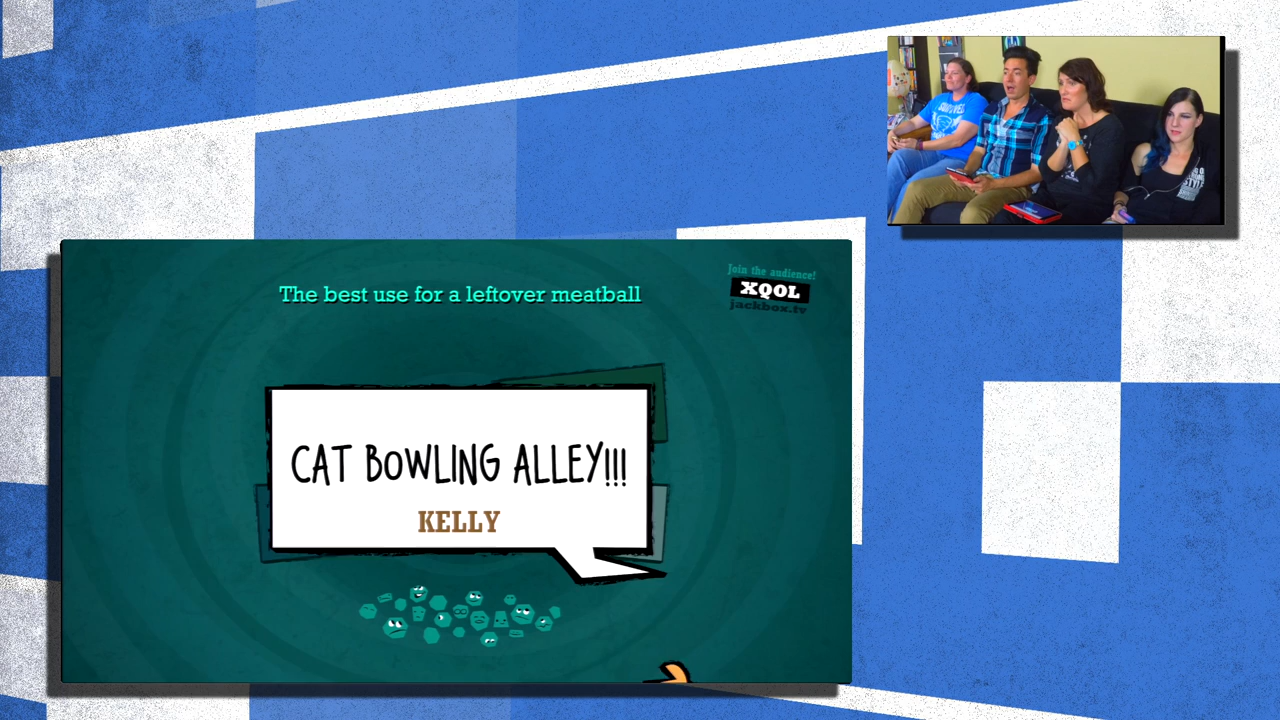 The best use for a leftover meatball
Join the audience!
XQOL
jackbox.tv
CAT BOWLING ALLEY!!!
KELLY